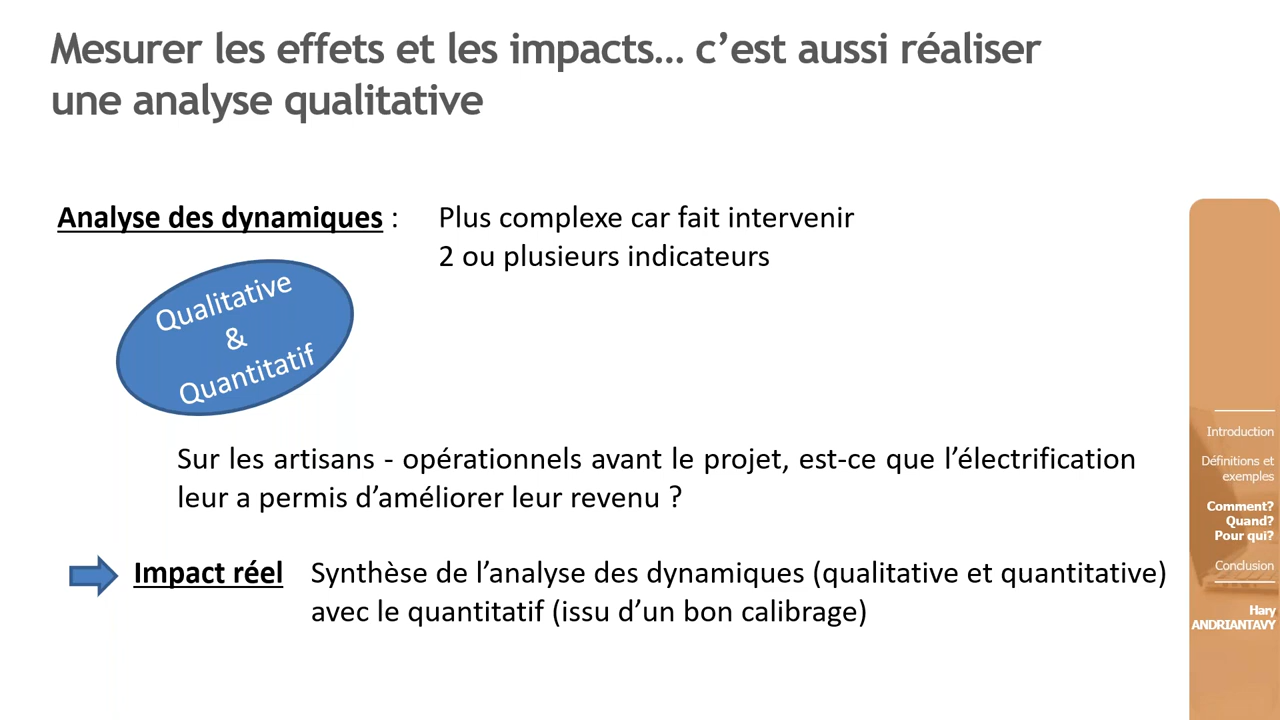 Mesurer les effets et les impacts... c’est aussi réaliser
une analyse qualitative
Analyse des dynamiques :
Plus complexe car fait intervenir
2 ou plusieurs indicateurs
Qualitative
&
Quantitatif
Sur les artisans - opérationnels avant le projet, est-ce que l’électrification
leur a permis d’améliorer leur revenu ?
Impact réel
Synthèse de l’analyse des dynamiques (qualitative et quantitative)
avec le quantitatif (issu d’un bon calibrage)
Introduction
Définitions et
exemples
Comment?
Quand?
Pour qui?
Conclusion
Hary
ANDRIANTAVY